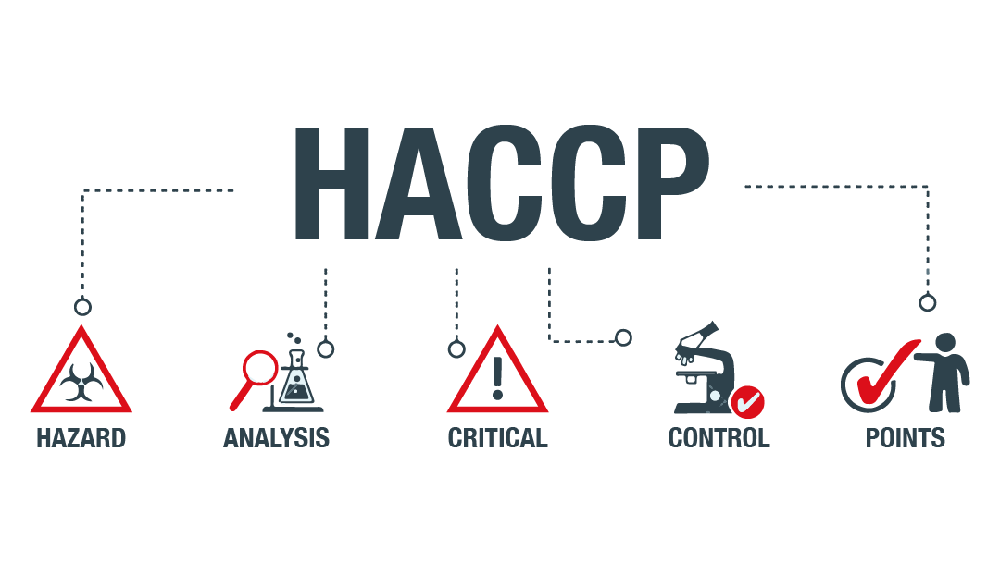 HACCP
HAZARD
ANALYSIS
CRITICAL
CONTROL
POINTS